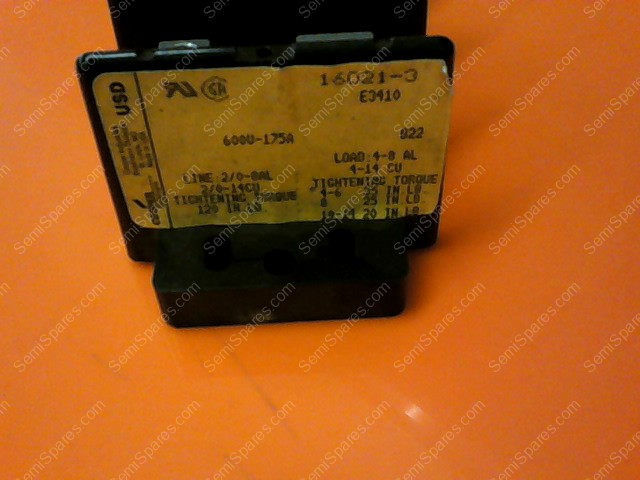 USD
16021-3
E3410
600V-175A
822
LINE 2/0-8AL
2/0-14CU
TIGHTENING TORQUE
120 IN LB
LOAD 4-8 AL
4-14 CU
TIGHTENING TORQUE
4-6 35 IN LB
8 25 IN LB
10-14 20 IN LB
SemiSpares.com